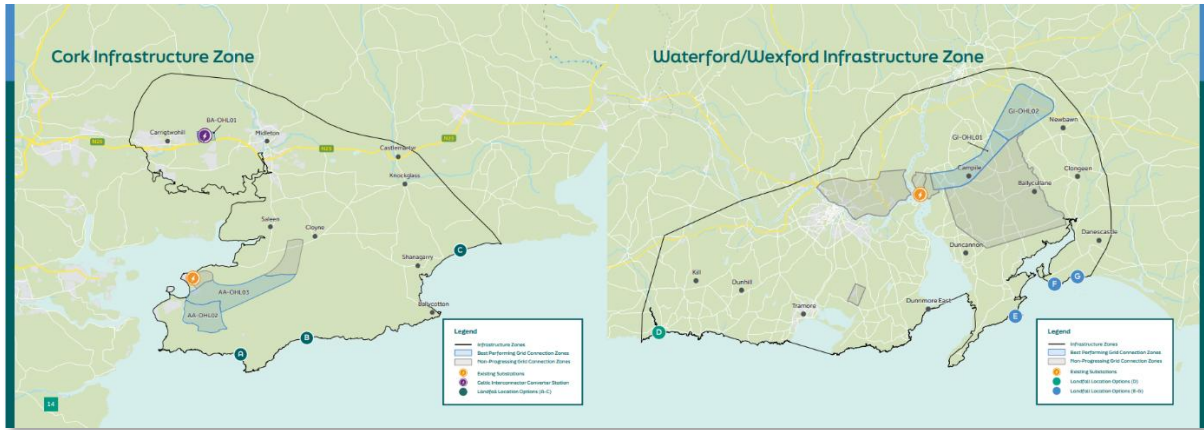 Cork Infrastructure Zone
BA-OHL01
Carrigtwohill
Midleton
N25
N25
N25
Castlemartyr
Knockglass
Saleen
Cloyne
C
Shanagarry
AA-OHL03
AA-OHL02
Ballycotton
B
A
Legend
Infrastructure Zones
Best Performing Grid Connection Zones
Non-Progressing Grid Connection Zones
Existing Substations
Celtic Interconnector Converter Station
Landfall Location Options (A-C)
14
Waterford/Wexford Infrastructure Zone
GI-OHL02
Newbawn
GI-OHL01
Campile
Clongeen
Ballycullane
Danescastle
Duncannon
Kill
Dunhill
F
G
Tramore
Dunmore East
E
D
Legend
Infrastructure Zones
Best Performing Grid Connection Zones
Non-Progressing Grid Connection Zones
Existing Substations
Landfall Location Options (D)
Landfall Location Options (E-G)